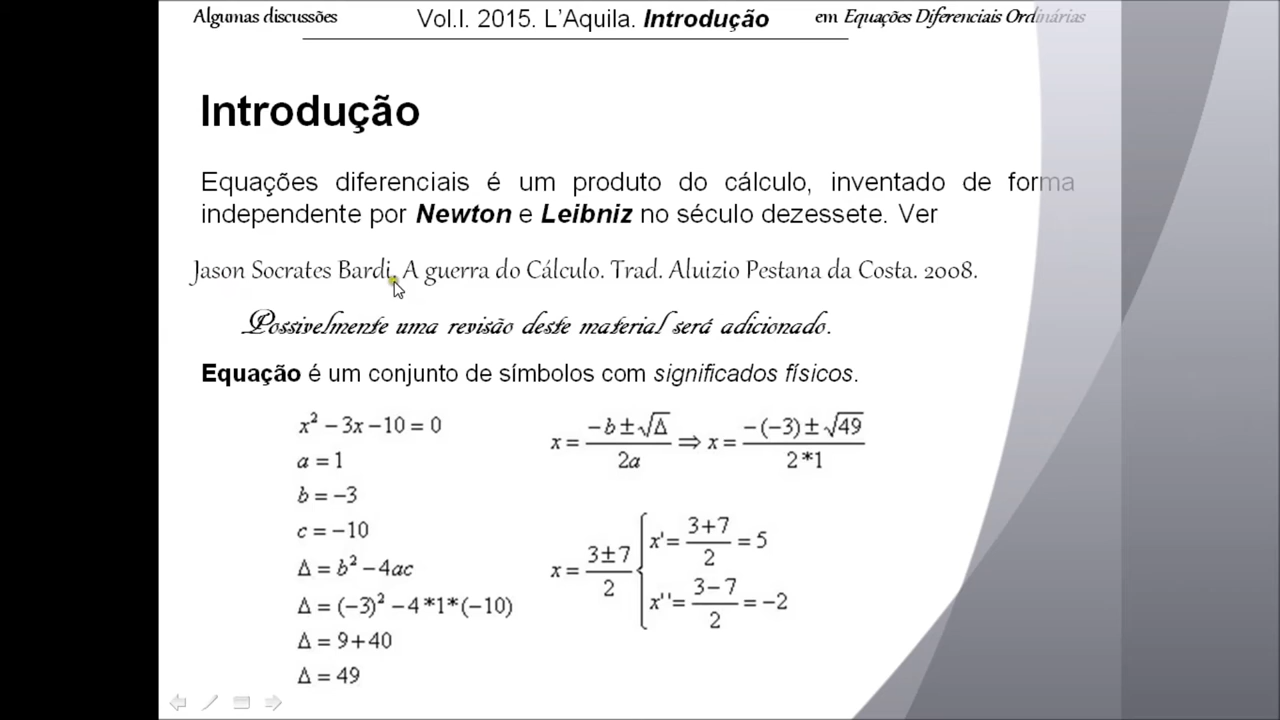 Algumas discussões Vol.I. 2015. L’Aquila. Introdução em Equações Diferenciais Ordinárias
Introdução
Equações diferenciais é um produto do cálculo, inventado de forma
independente por Newton e Leibniz no século dezessete. Ver
Jason Socrates Bardi. A guerra do Cálculo. Trad. Aluizio Pestana da Costa. 2008.
Possivelmente uma revisão deste material será adicionado.
Equação é um conjunto de símbolos com significados físicos.
x² − 3x − 10 = 0
a = 1
b = −3
c = −10
Δ = b² − 4ac
Δ = (−3)² − 4*1*(−10)
Δ = 9 + 40
Δ = 49
x = (−b ± √Δ) / 2a ⇒ x = (−(−3) ± √49) / 2*1
x = (3 ± 7) / 2 { x' = (3 + 7) / 2 = 5
x'' = (3 − 7) / 2 = −2